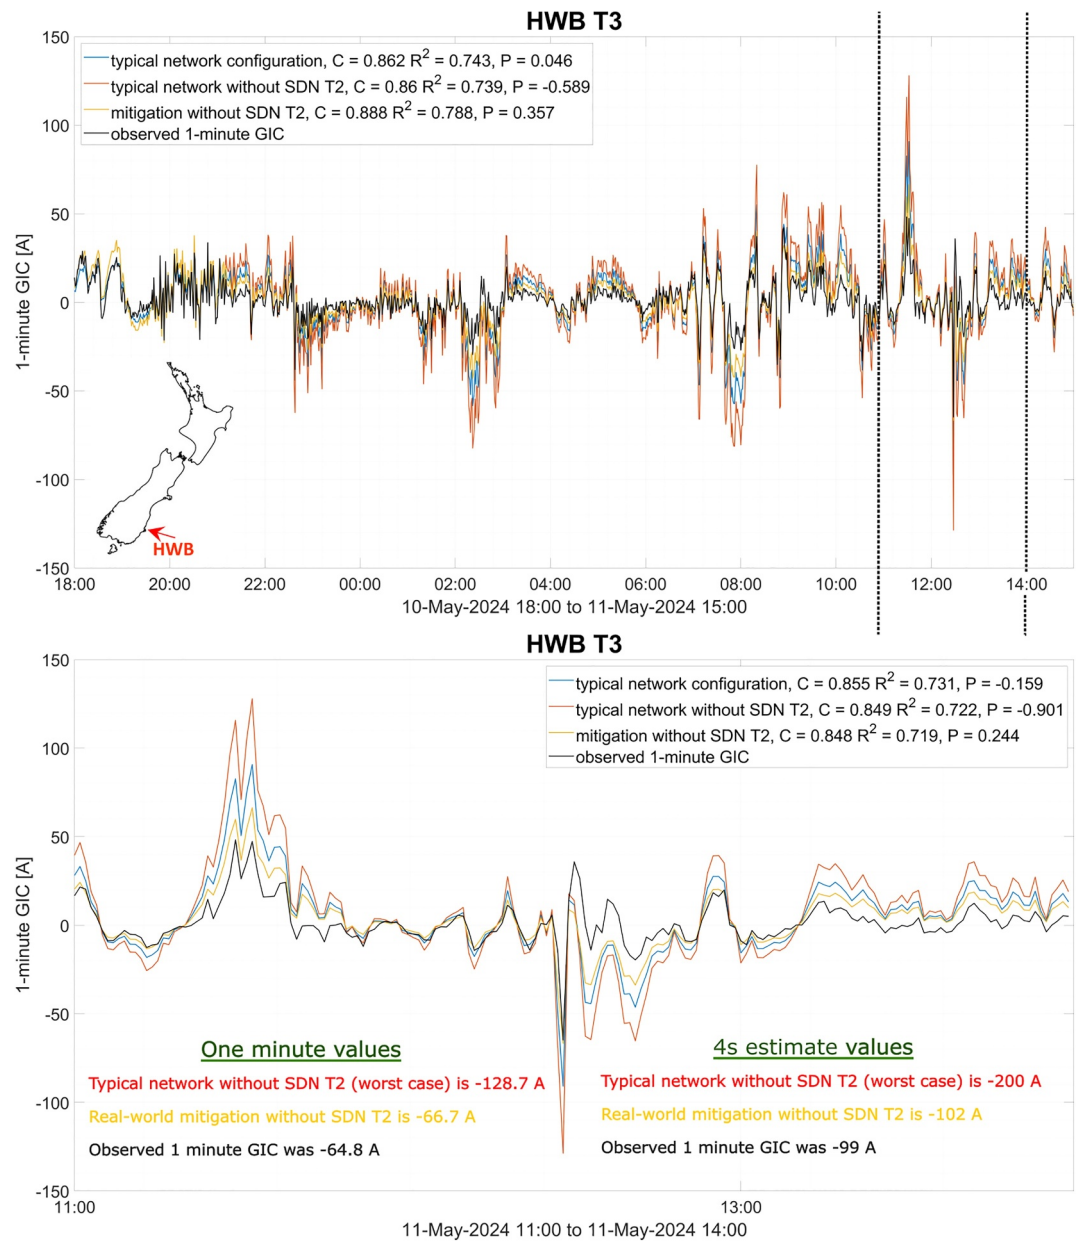 HWB T3
typical network configuration, C = 0.862 R² = 0.743, P = 0.046
typical network without SDN T2, C = 0.86 R² = 0.739, P = -0.589
mitigation without SDN T2, C = 0.888 R² = 0.788, P = 0.357
observed 1-minute GIC
1-minute GIC [A]
150
100
50
0
-50
-100
-150
HWB
18:00 20:00 22:00 00:00 02:00 04:00 06:00 08:00 10:00 12:00 14:00
10-May-2024 18:00 to 11-May-2024 15:00
HWB T3
typical network configuration, C = 0.855 R² = 0.731, P = -0.159
typical network without SDN T2, C = 0.849 R² = 0.722, P = -0.901
mitigation without SDN T2, C = 0.848 R² = 0.719, P = 0.244
observed 1-minute GIC
1-minute GIC [A]
150
100
50
0
-50
-100
-150
One minute values
Typical network without SDN T2 (worst case) is -128.7 A
Real-world mitigation without SDN T2 is -66.7 A
Observed 1 minute GIC was -64.8 A
4s estimate values
Typical network without SDN T2 (worst case) is -200 A
Real-world mitigation without SDN T2 is -102 A
Observed 1 minute GIC was -99 A
11:00 13:00
11-May-2024 11:00 to 11-May-2024 14:00